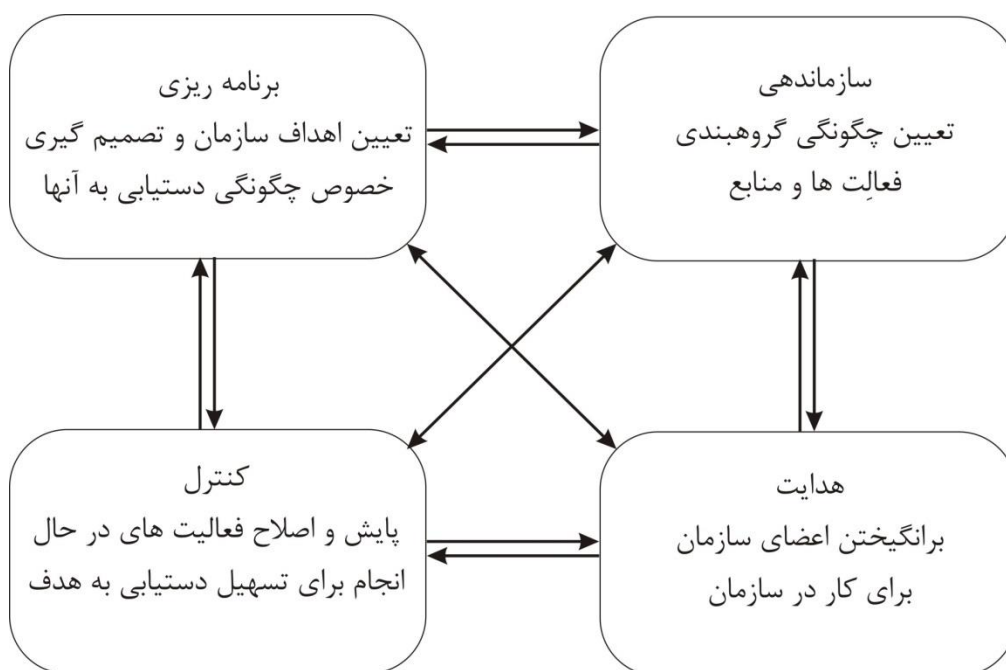 سازماندهی
تعیین چگونگی گروهبندی
فعالِت ها و منابع
برنامه ریزی
تعیین اهداف سازمان و تصمیم گیری
خصوص چگونگی دستیابی به آنها
هدایت
برانگیختن اعضای سازمان
برای کار در سازمان
کنترل
پایش و اصلاح فعالیت های در حال
انجام برای تسهیل دستیابی به هدف